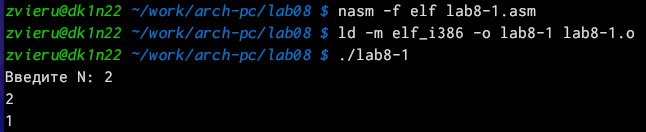 zvieru@dk1n22 ~/work/arch-pc/lab08 $ nasm -f elf lab8-1.asm
zvieru@dk1n22 ~/work/arch-pc/lab08 $ ld -m elf_i386 -o lab8-1 lab8-1.o
zvieru@dk1n22 ~/work/arch-pc/lab08 $ ./lab8-1
Введите N: 2
2
1